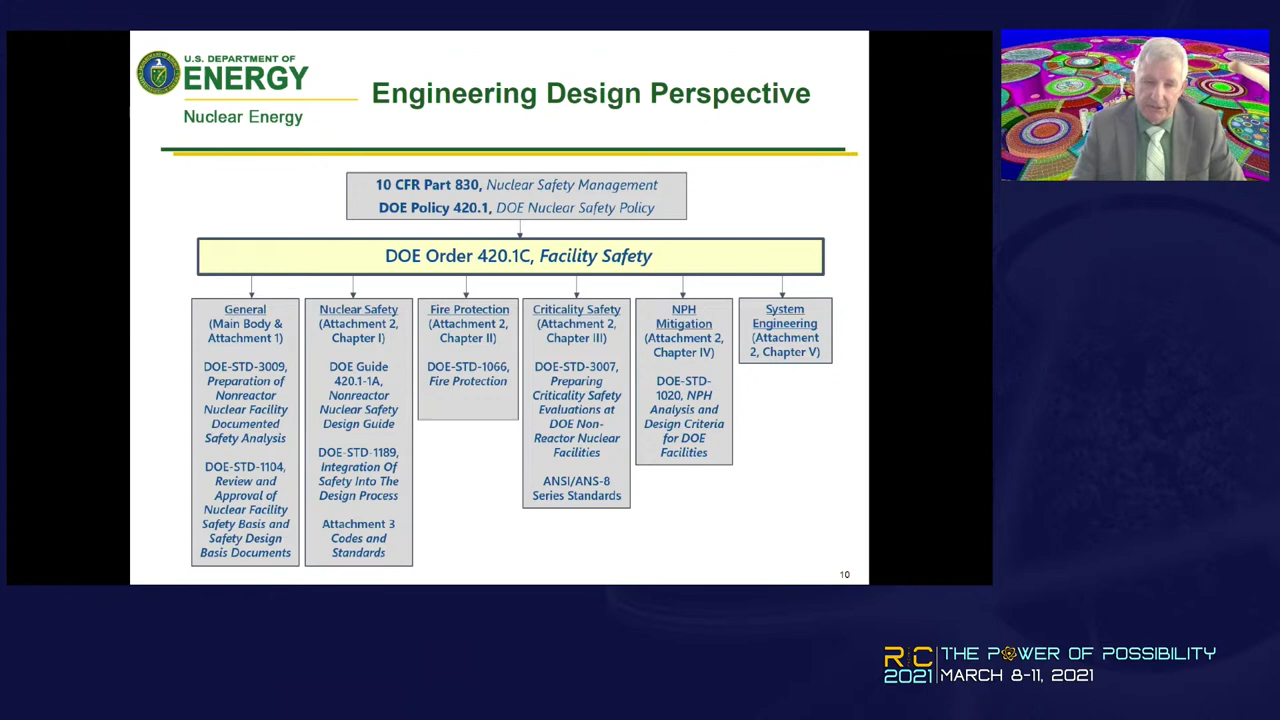 U.S. DEPARTMENT OF
ENERGY
Nuclear Energy
Engineering Design Perspective
10 CFR Part 830, Nuclear Safety Management
DOE Policy 420.1, DOE Nuclear Safety Policy
DOE Order 420.1C, Facility Safety
General
(Main Body &
Attachment 1)
DOE-STD-3009,
Preparation of
Nonreactor
Nuclear Facility
Documented
Safety Analysis
DOE-STD-1104,
Review and
Approval of
Nuclear Facility
Safety Basis and
Safety Design
Basis Documents
Nuclear Safety
(Attachment 2,
Chapter I)
DOE Guide
420.1-1A,
Nonreactor
Nuclear Safety
Design Guide
DOE-STD-1189,
Integration Of
Safety Into The
Design Process
Attachment 3
Codes and
Standards
Fire Protection
(Attachment 2,
Chapter II)
DOE-STD-1066,
Fire Protection
Criticality Safety
(Attachment 2,
Chapter III)
DOE-STD-3007,
Preparing
Criticality Safety
Evaluations at
DOE Non-
Reactor Nuclear
Facilities
ANSI/ANS-8
Series Standards
NPH
Mitigation
(Attachment 2,
Chapter IV)
DOE-STD-
1020, NPH
Analysis and
Design Criteria
for DOE
Facilities
System
Engineering
(Attachment
2, Chapter V)
10
RIC
2021
THE POWER OF POSSIBILITY
MARCH 8-11, 2021